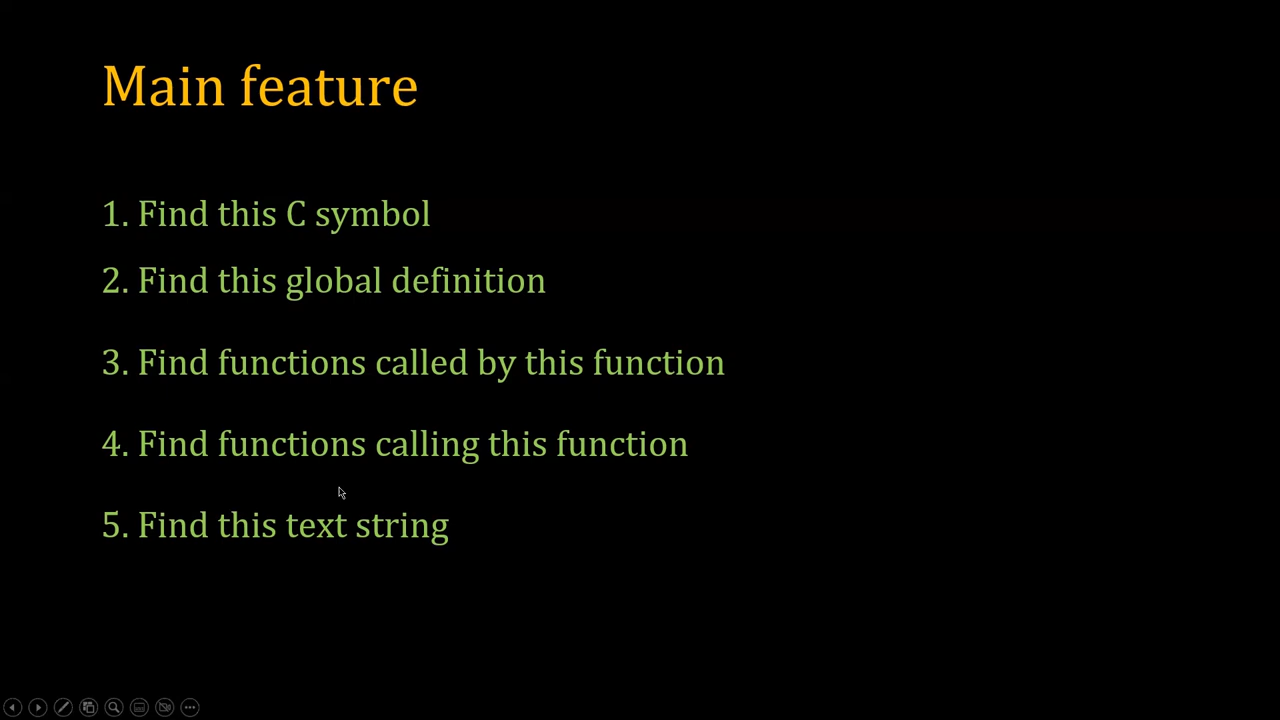 Main feature
1. Find this C symbol
2. Find this global definition
3. Find functions called by this function
4. Find functions calling this function
5. Find this text string